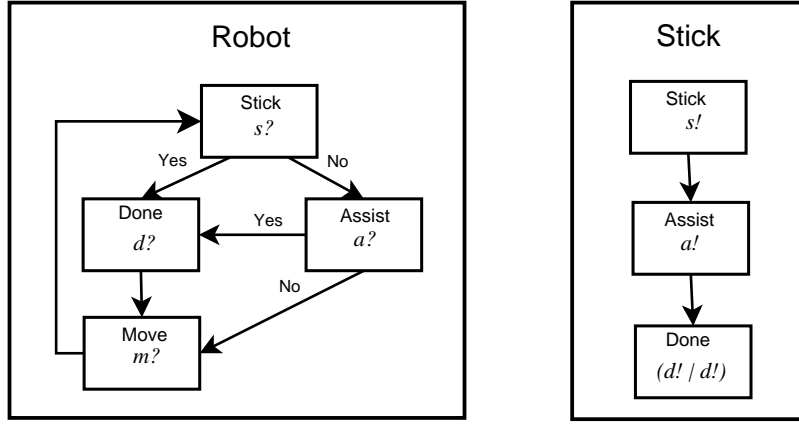 Robot
Stick
s?
Yes
No
Done
d?
Yes
Assist
a?
No
Move
m?
Stick
Stick
s!
Assist
a!
Done
(d! | d!)